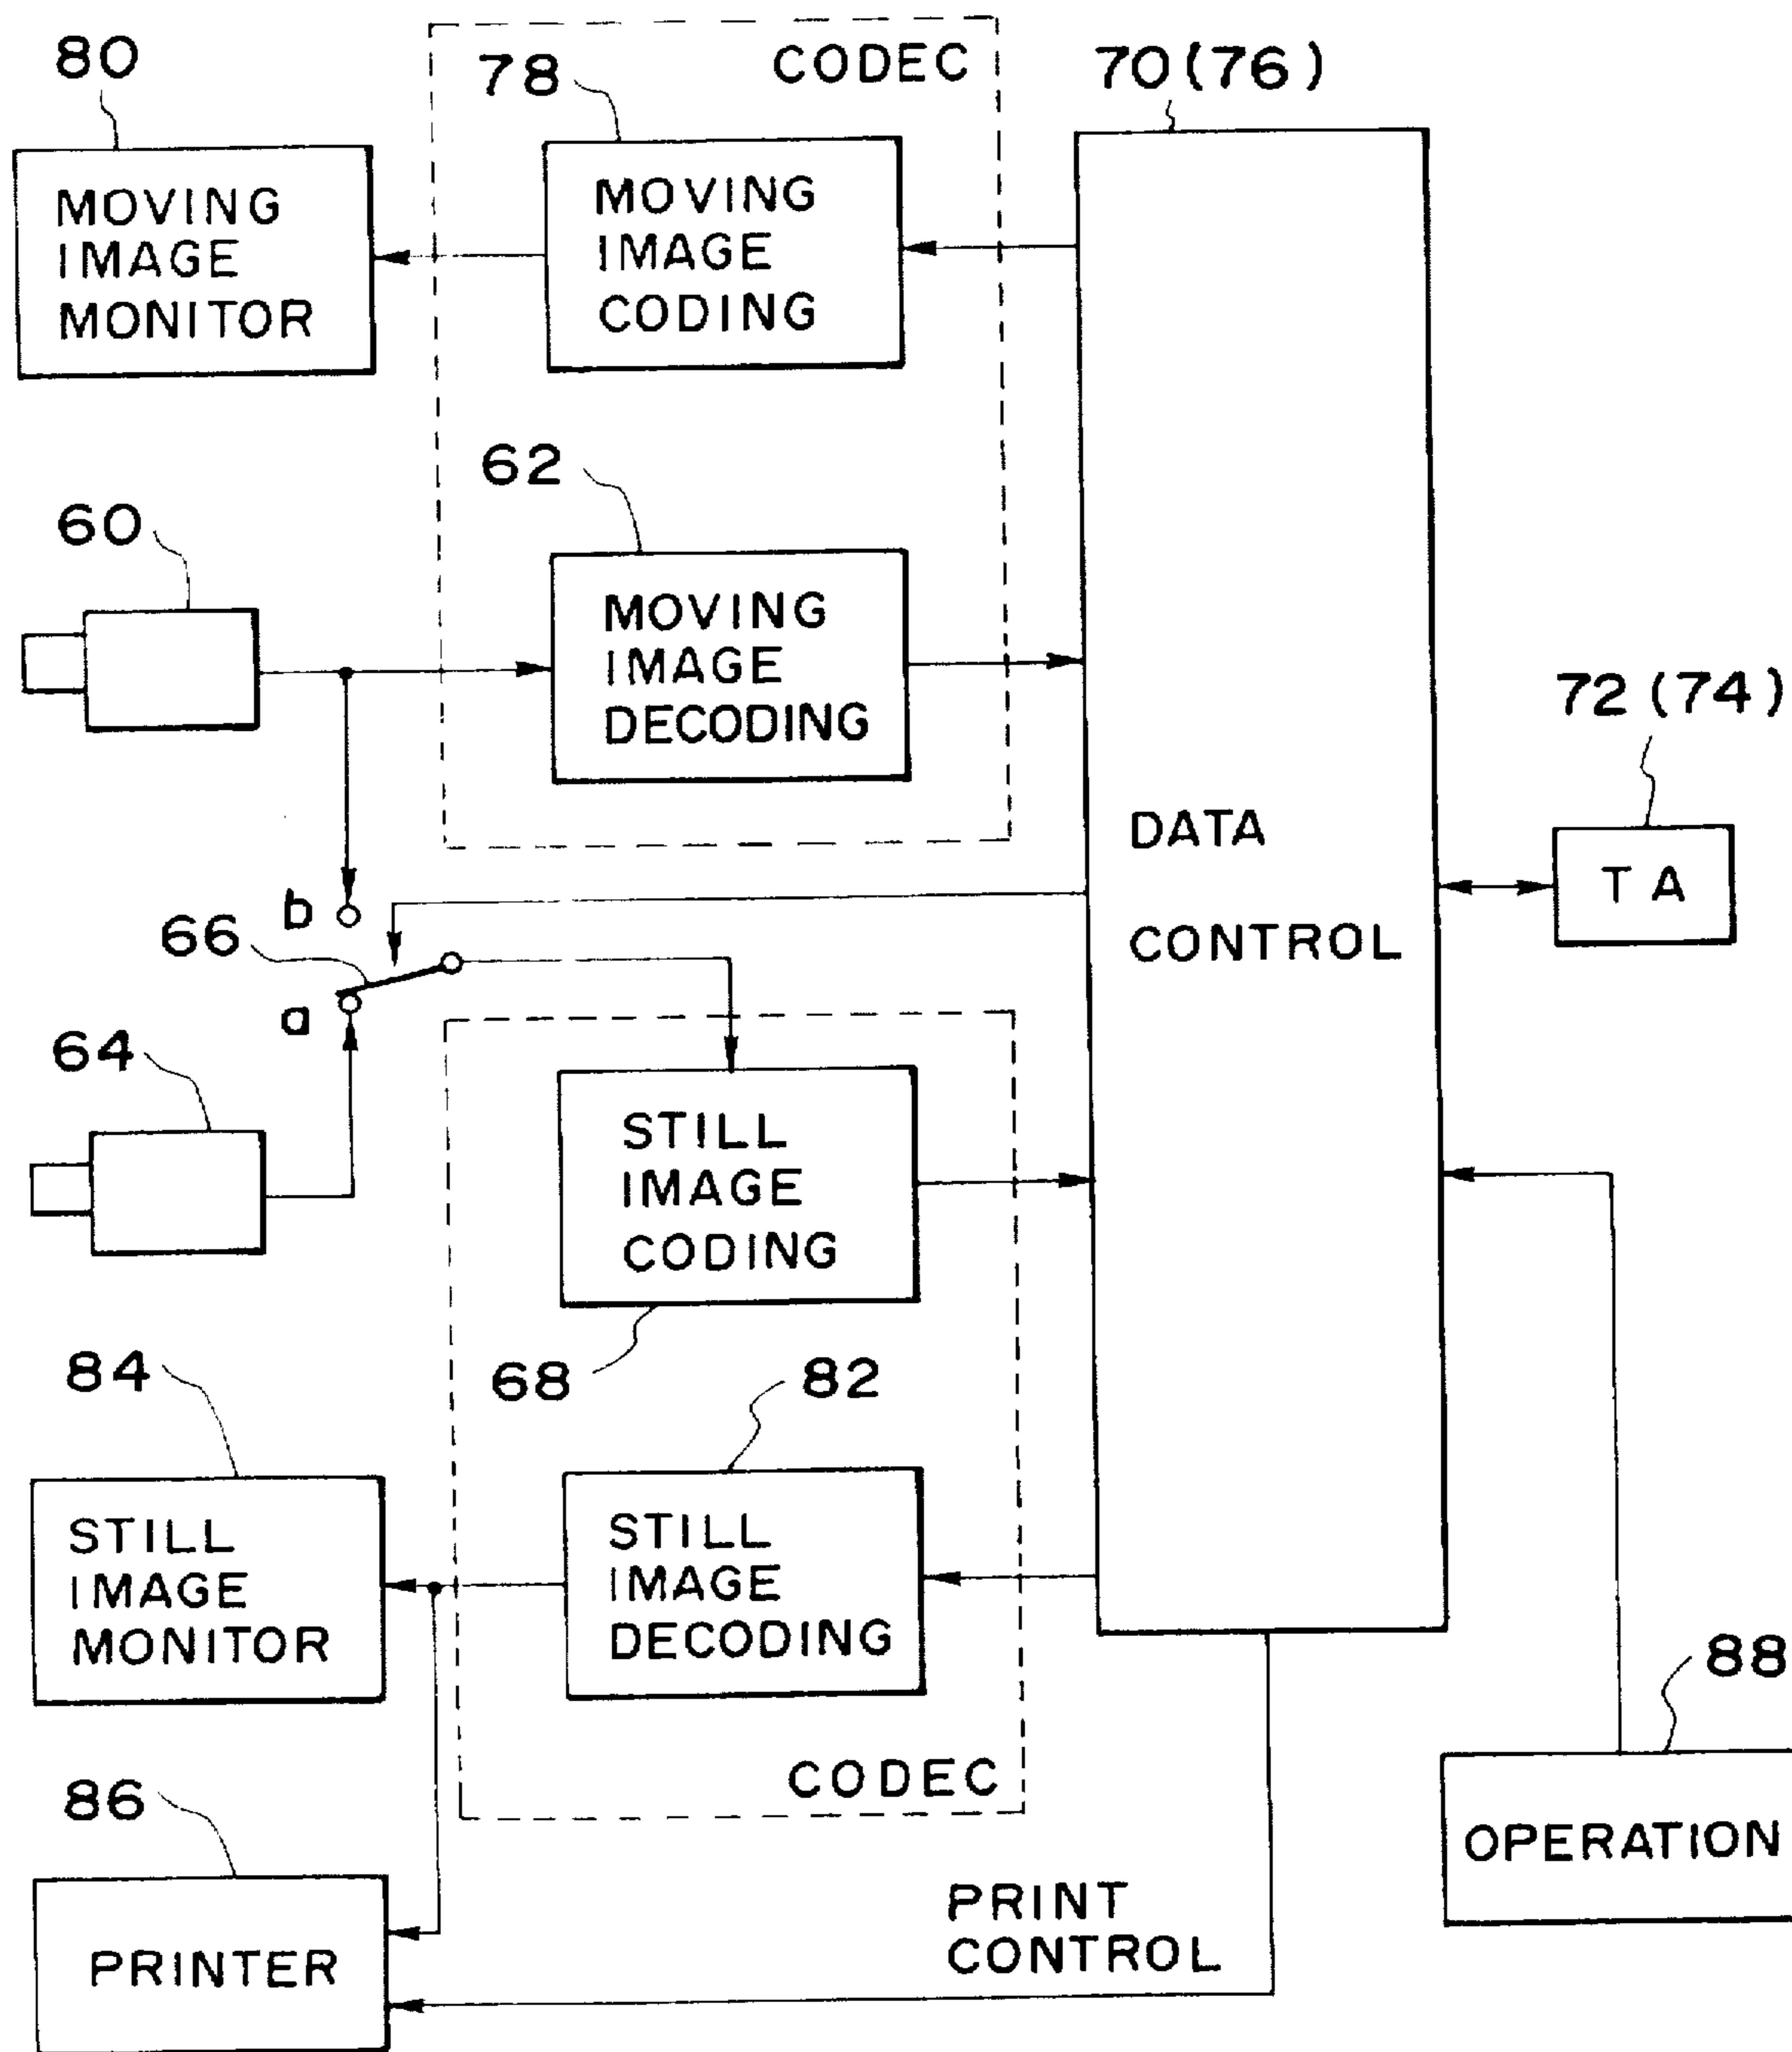 80
78
CODEC
70(76)
MOVING
IMAGE
MONITOR
MOVING
IMAGE
CODING
62
60
MOVING
IMAGE
DECODING
72(74)
DATA
CONTROL
TA
b
66
a
64
STILL
IMAGE
CODING
68
82
84
STILL
IMAGE
MONITOR
STILL
IMAGE
DECODING
88
CODEC
86
OPERATION
PRINTER
PRINT
CONTROL